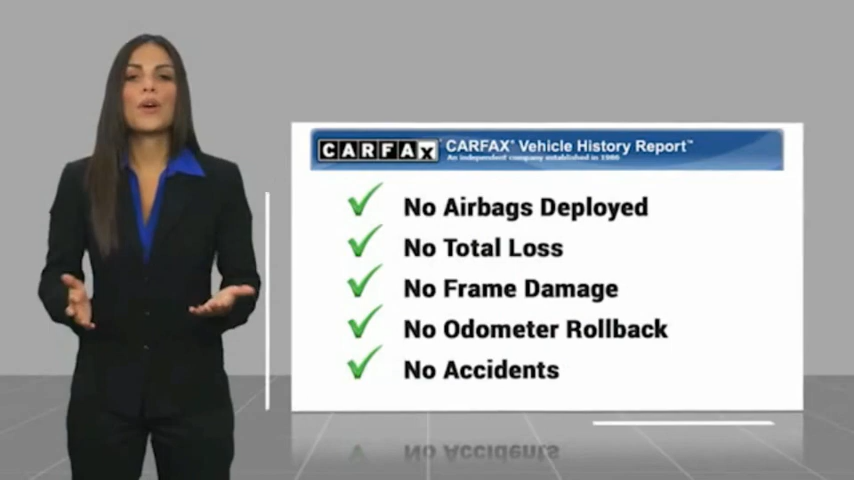 CARFAX CARFAX® Vehicle History Report™
An independent company established in 1986
No Airbags Deployed
No Total Loss
No Frame Damage
No Odometer Rollback
No Accidents
No Accidents